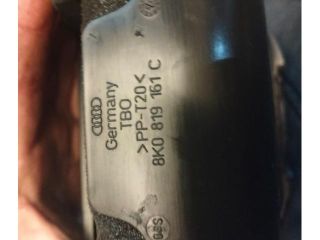 Germany
TBO
>PP-T20<
8K0 819 161 C